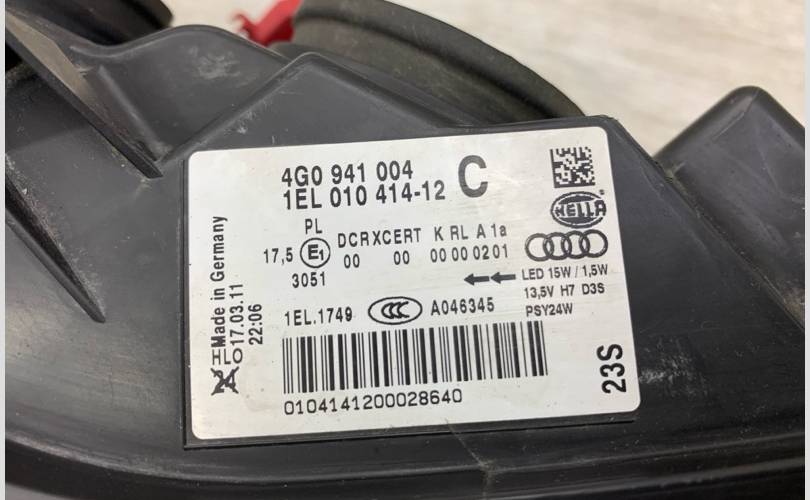 4G0 941 004 C
1EL 010 414-12
HELLA
PL
17,5 E1 DCRXCERT K RL A 1a
3051 00 00 00 00 0201
LED 15W / 1,5W
13,5V H7 D3S
PSY24W
1EL.1749 CCC A046345
0104141200028640
Made in Germany
17.03.11
22:06
23S